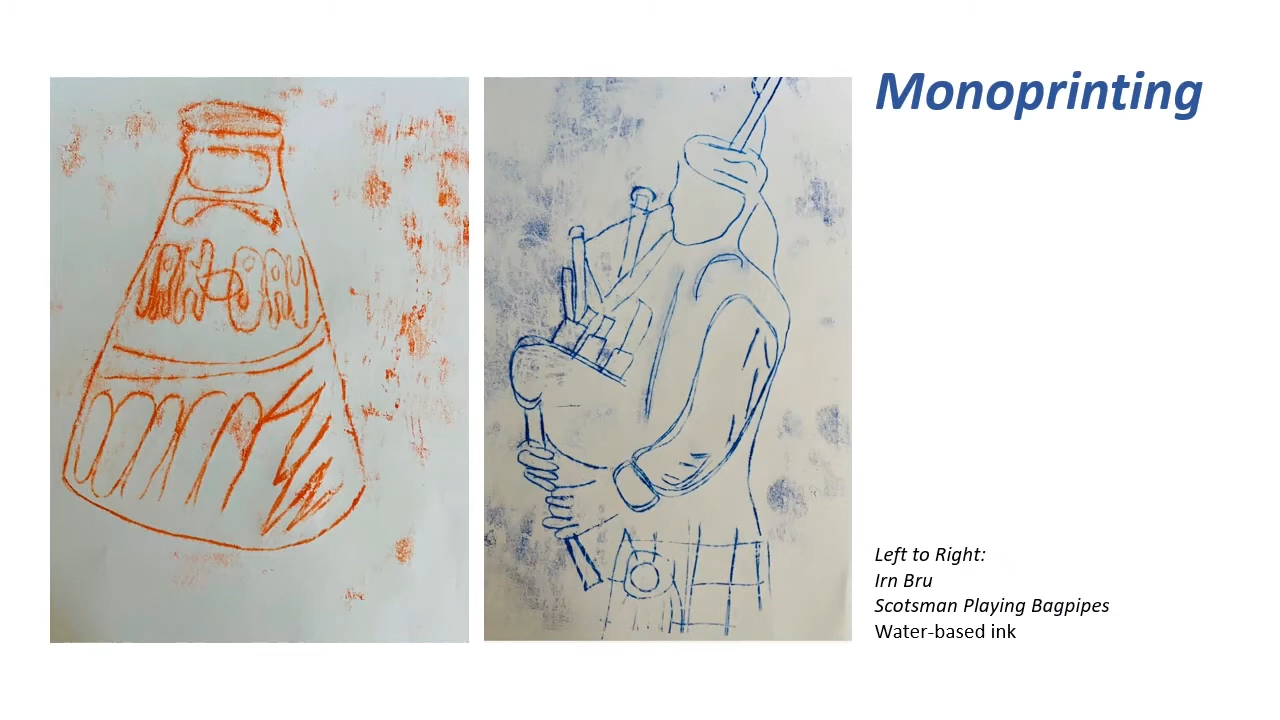 Monoprinting
Left to Right:
Irn Bru
Scotsman Playing Bagpipes
Water-based ink